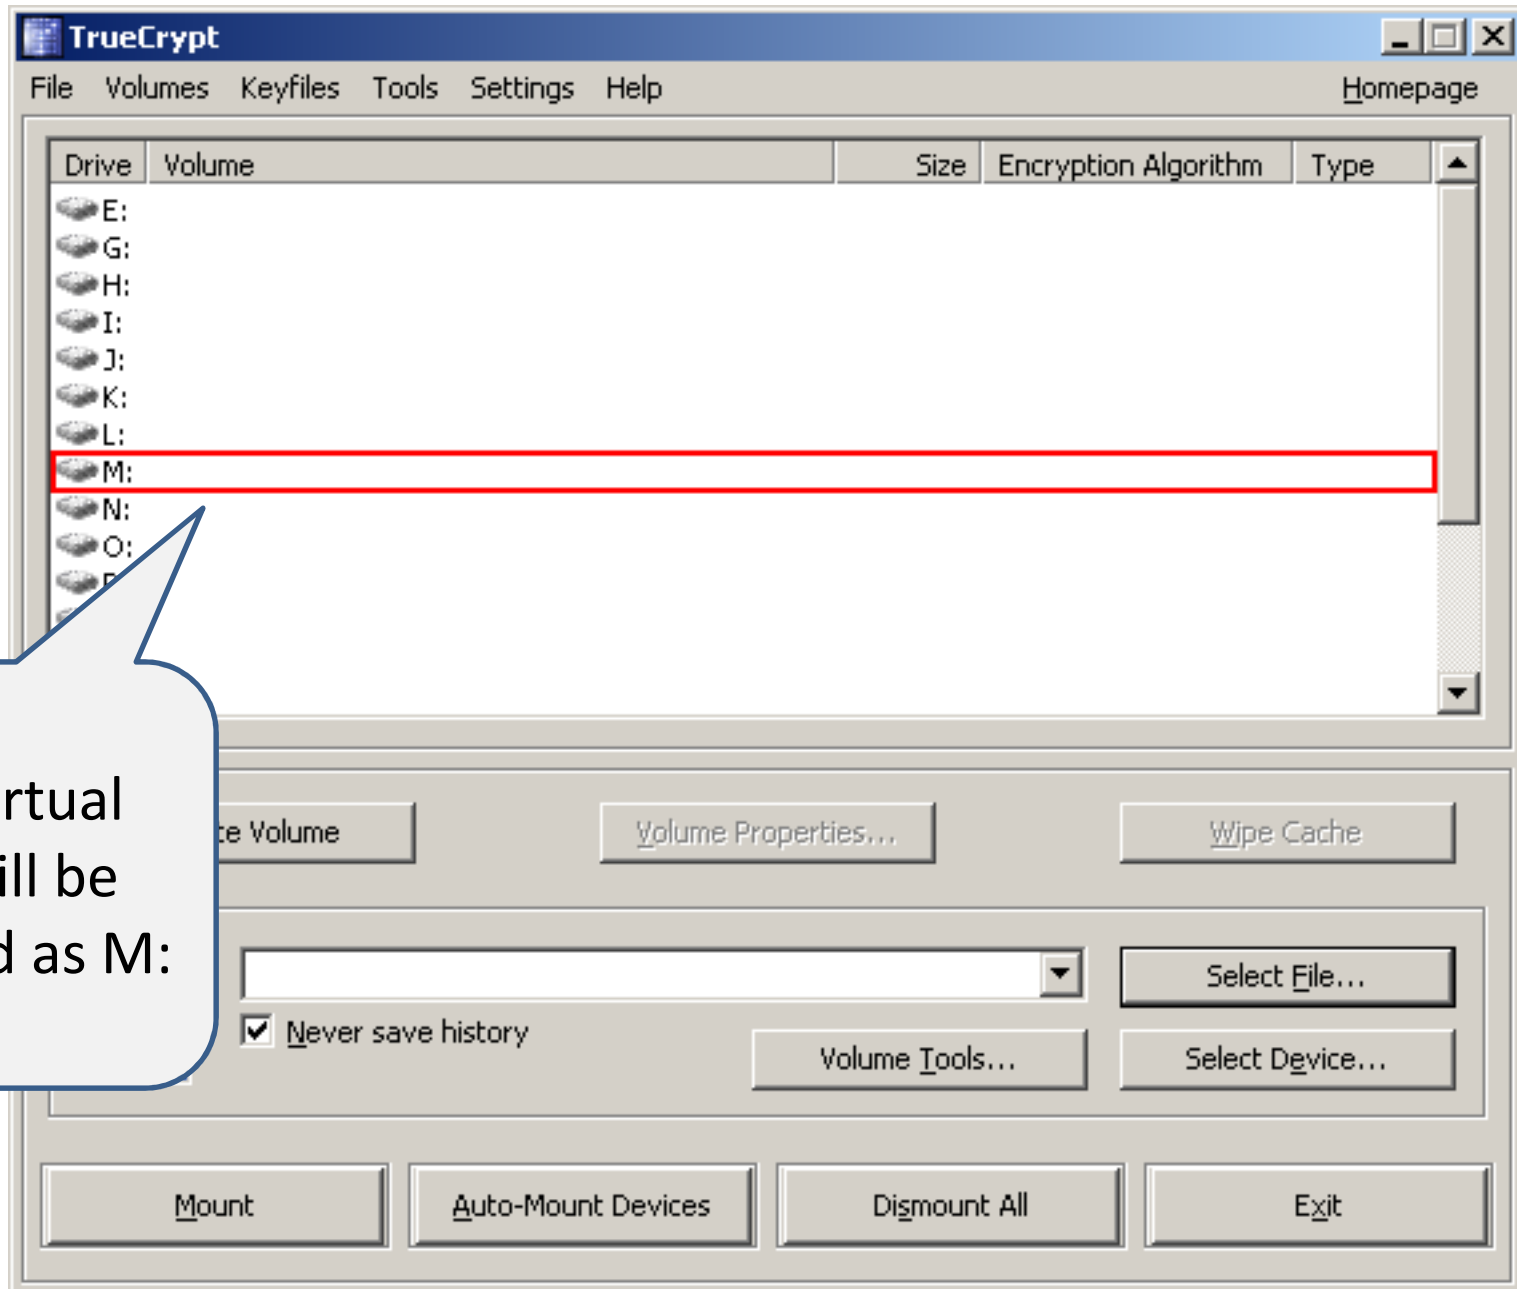 TrueCrypt
File Volumes Keyfiles Tools Settings Help Homepage
Drive Volume Size Encryption Algorithm Type
E:
G:
H:
I:
J:
K:
L:
M:
N:
O:
rtual
ill be
d as M:
te Volume
Volume Properties...
Wipe Cache
Select File...
Never save history
Volume Tools...
Select Device...
Mount
Auto-Mount Devices
Dismount All
Exit